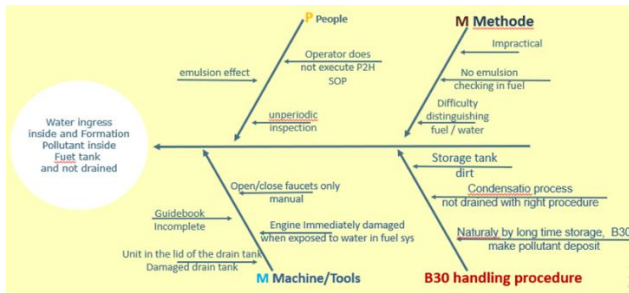 P People
M Methode
Impractical
Operator does
not execute P2H
SOP
emulsion effect
No emulsion
checking in fuel
Difficulty
distinguishing
fuel / water
unperiodic
inspection
Water ingress
inside and Formation
Pollutant inside
Fuet tank
and not drained
Storage tank
dirt
Open/close faucets only
manual
Condensatio process
not drained with right procedure
Guidebook
Incomplete
Engine Immediately damaged
when exposed to water in fuel sys
Naturaly by long time storage, B30
make pollutant deposit
Unit in the lid of the drain tank
Damaged drain tank
M Machine/Tools
B30 handling procedure